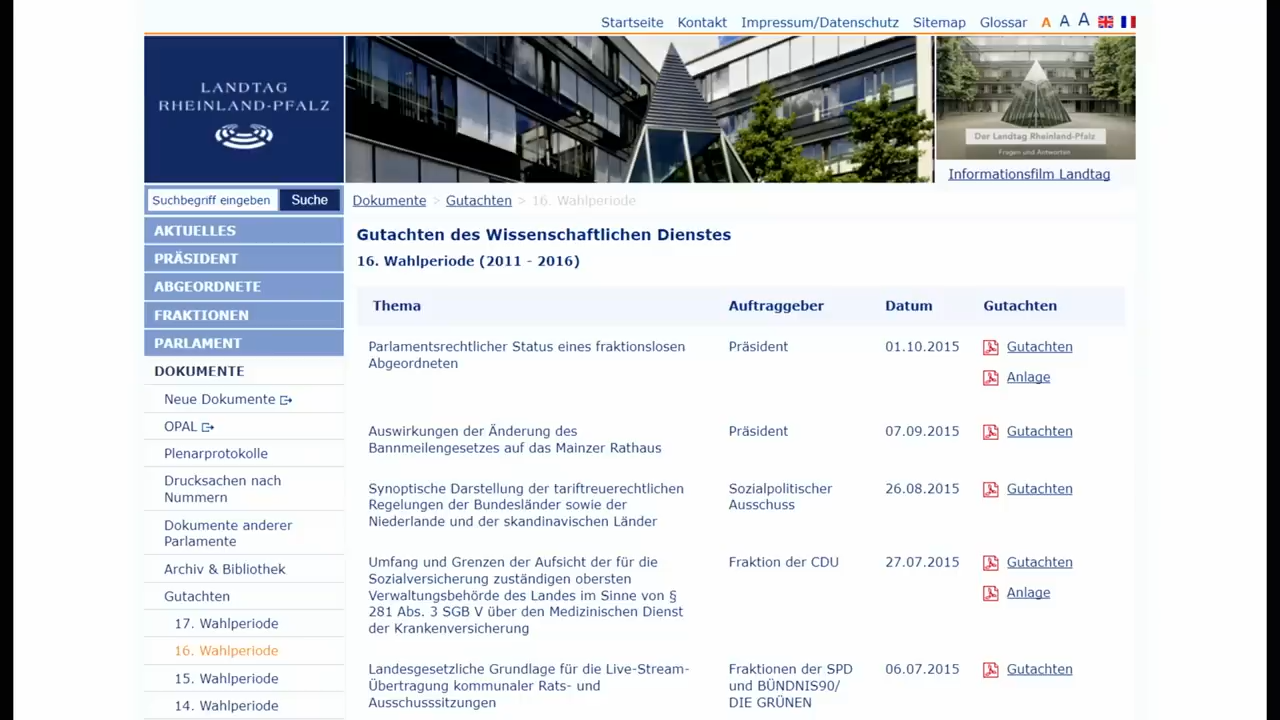 Startseite Kontakt Impressum/Datenschutz Sitemap Glossar A A A
LANDTAG
RHEINLAND-PFALZ
Der Landtag Rheinland-Pfalz
Fragen und Antworten
Informationsfilm Landtag
Suchbegriff eingeben Suche
Dokumente > Gutachten > 16. Wahlperiode
AKTUELLES
PRÄSIDENT
ABGEORDNETE
FRAKTIONEN
PARLAMENT
DOKUMENTE
Neue Dokumente
OPAL
Plenarprotokolle
Drucksachen nach
Nummern
Dokumente anderer
Parlamente
Archiv & Bibliothek
Gutachten
17. Wahlperiode
16. Wahlperiode
15. Wahlperiode
14. Wahlperiode
Gutachten des Wissenschaftlichen Dienstes
16. Wahlperiode (2011 - 2016)
Thema Auftraggeber Datum Gutachten
Parlamentsrechtlicher Status eines fraktionslosen Präsident 01.10.2015 Gutachten
Abgeordneten
Anlage
Auswirkungen der Änderung des Präsident 07.09.2015 Gutachten
Bannmeilengesetzes auf das Mainzer Rathaus
Synoptische Darstellung der tariftreuerechtlichen Sozialpolitischer 26.08.2015 Gutachten
Regelungen der Bundesländer sowie der Ausschuss
Niederlande und der skandinavischen Länder
Umfang und Grenzen der Aufsicht der für die Fraktion der CDU 27.07.2015 Gutachten
Sozialversicherung zuständigen obersten
Verwaltungsbehörde des Landes im Sinne von § Anlage
281 Abs. 3 SGB V über den Medizinischen Dienst
der Krankenversicherung
Landesgesetzliche Grundlage für die Live-Stream- Fraktionen der SPD 06.07.2015 Gutachten
Übertragung kommunaler Rats- und und BÜNDNIS90/
Ausschusssitzungen DIE GRÜNEN